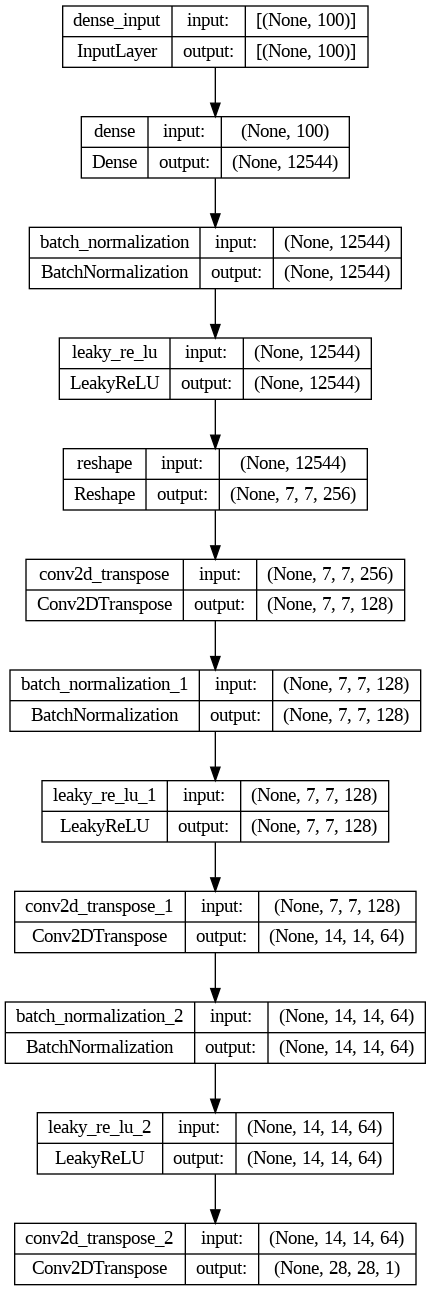 dense_input input: [(None, 100)]
InputLayer output: [(None, 100)]
dense input: (None, 100)
Dense output: (None, 12544)
batch_normalization input: (None, 12544)
BatchNormalization output: (None, 12544)
leaky_re_lu input: (None, 12544)
LeakyReLU output: (None, 12544)
reshape input: (None, 12544)
Reshape output: (None, 7, 7, 256)
conv2d_transpose input: (None, 7, 7, 256)
Conv2DTranspose output: (None, 7, 7, 128)
batch_normalization_1 input: (None, 7, 7, 128)
BatchNormalization output: (None, 7, 7, 128)
leaky_re_lu_1 input: (None, 7, 7, 128)
LeakyReLU output: (None, 7, 7, 128)
conv2d_transpose_1 input: (None, 7, 7, 128)
Conv2DTranspose output: (None, 14, 14, 64)
batch_normalization_2 input: (None, 14, 14, 64)
BatchNormalization output: (None, 14, 14, 64)
leaky_re_lu_2 input: (None, 14, 14, 64)
LeakyReLU output: (None, 14, 14, 64)
conv2d_transpose_2 input: (None, 14, 14, 64)
Conv2DTranspose output: (None, 28, 28, 1)